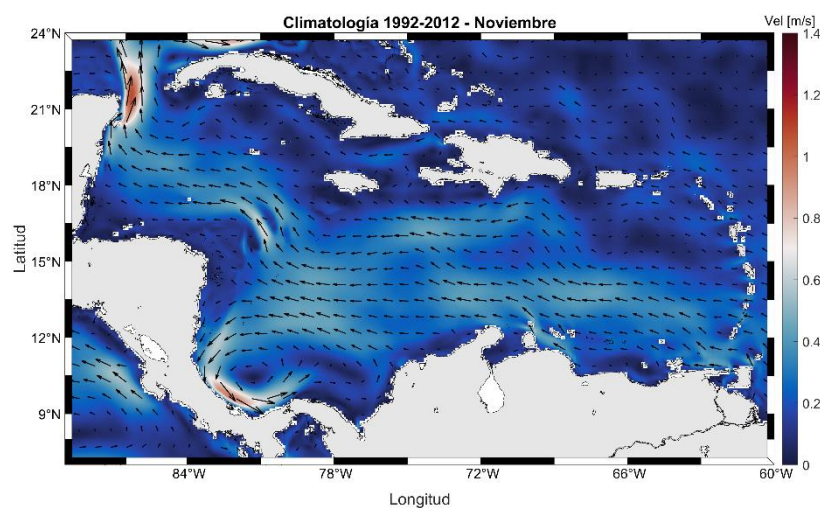 Climatología 1992-2012 - Noviembre
Vel [m/s]
24°N
21°N
18°N
15°N
12°N
9°N
Latitud
84°W
78°W
72°W
66°W
60°W
Longitud
1.4
1.2
1
0.8
0.6
0.4
0.2
0